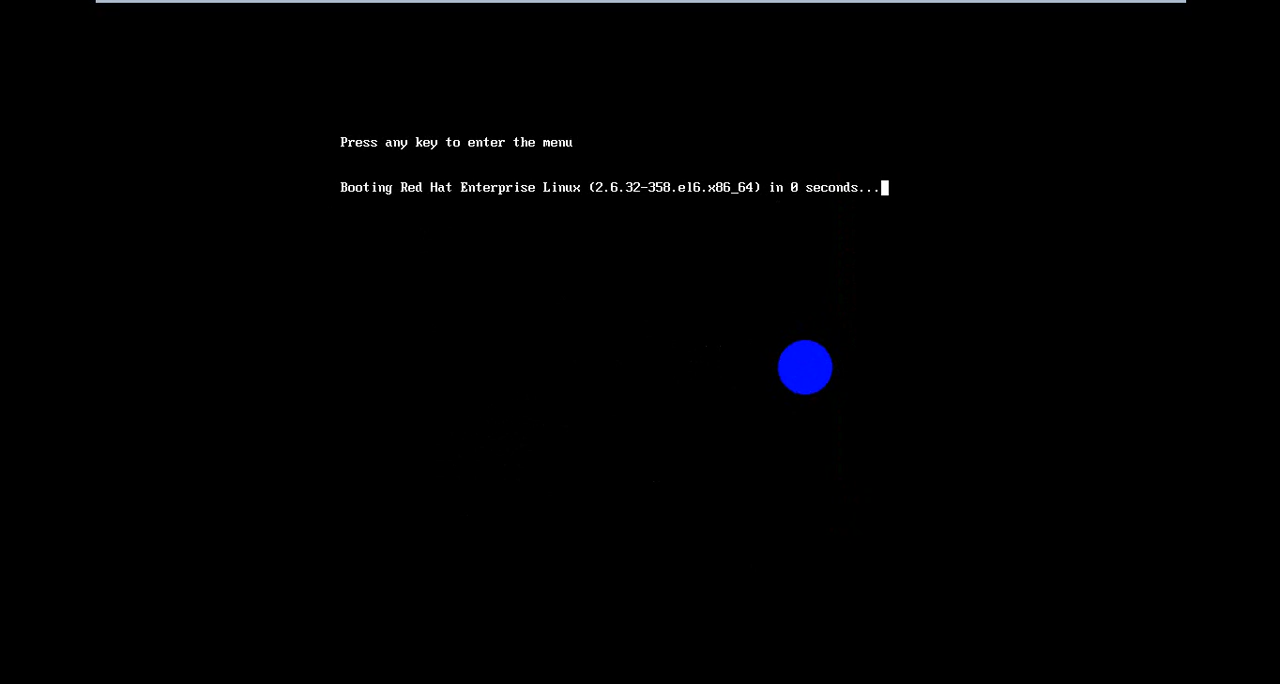 Press any key to enter the menu
Booting Red Hat Enterprise Linux (2.6.32-358.el6.x86_64) in 0 seconds...